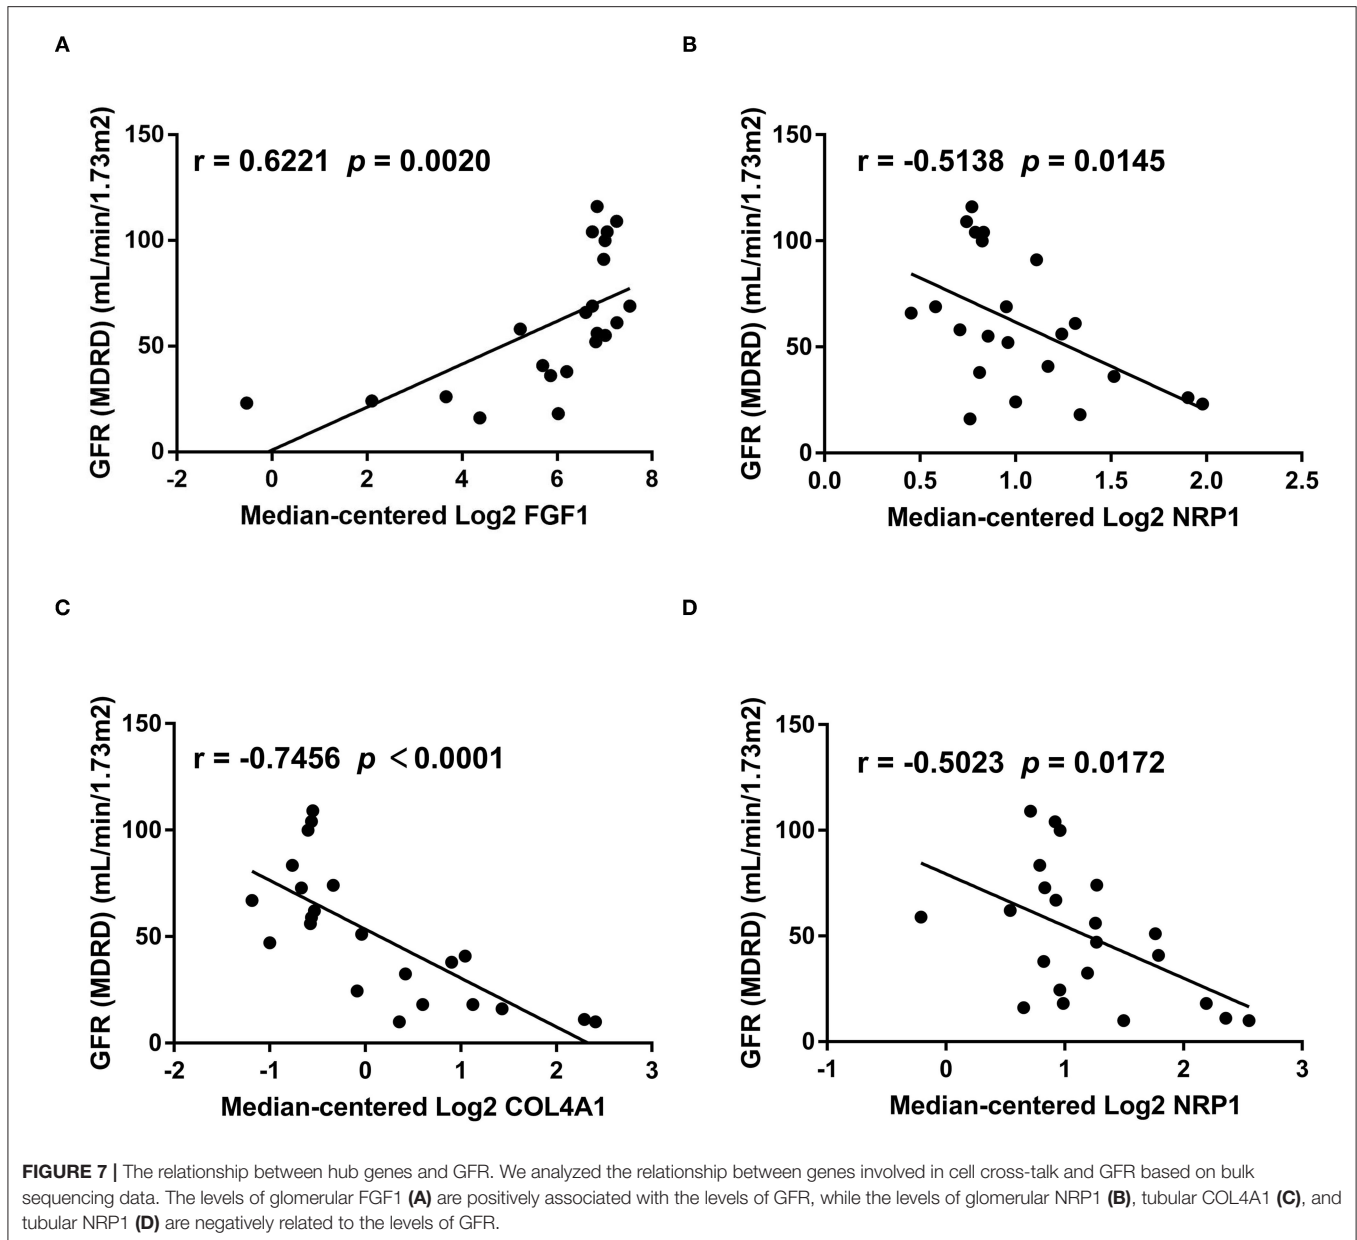 A
B
GFR (MDRD) (mL/min/1.73m2)
150
100
50
0
r = 0.6221 p = 0.0020
-2 0 2 4 6 8
Median-centered Log2 FGF1
GFR (MDRD) (mL/min/1.73m2)
150
100
50
0
r = -0.5138 p = 0.0145
0.0 0.5 1.0 1.5 2.0 2.5
Median-centered Log2 NRP1
C
D
GFR (MDRD) (mL/min/1.73m2)
150
100
50
0
r = -0.7456 p <0.0001
-2 -1 0 1 2 3
Median-centered Log2 COL4A1
GFR (MDRD) (mL/min/1.73m2)
150
100
50
0
r = -0.5023 p = 0.0172
-1 0 1 2 3
Median-centered Log2 NRP1
FIGURE 7 | The relationship between hub genes and GFR. We analyzed the relationship between genes involved in cell cross-talk and GFR based on bulk
sequencing data. The levels of glomerular FGF1 (A) are positively associated with the levels of GFR, while the levels of glomerular NRP1 (B), tubular COL4A1 (C), and
tubular NRP1 (D) are negatively related to the levels of GFR.